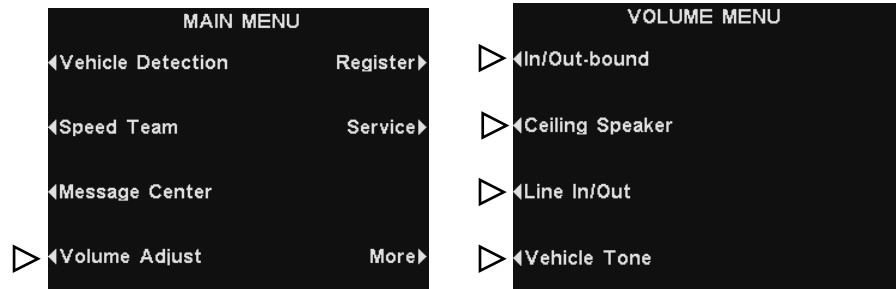 MAIN MENU
Vehicle Detection Register
Speed Team Service
Message Center
Volume Adjust More
VOLUME MENU
In/Out-bound
Ceiling Speaker
Line In/Out
Vehicle Tone